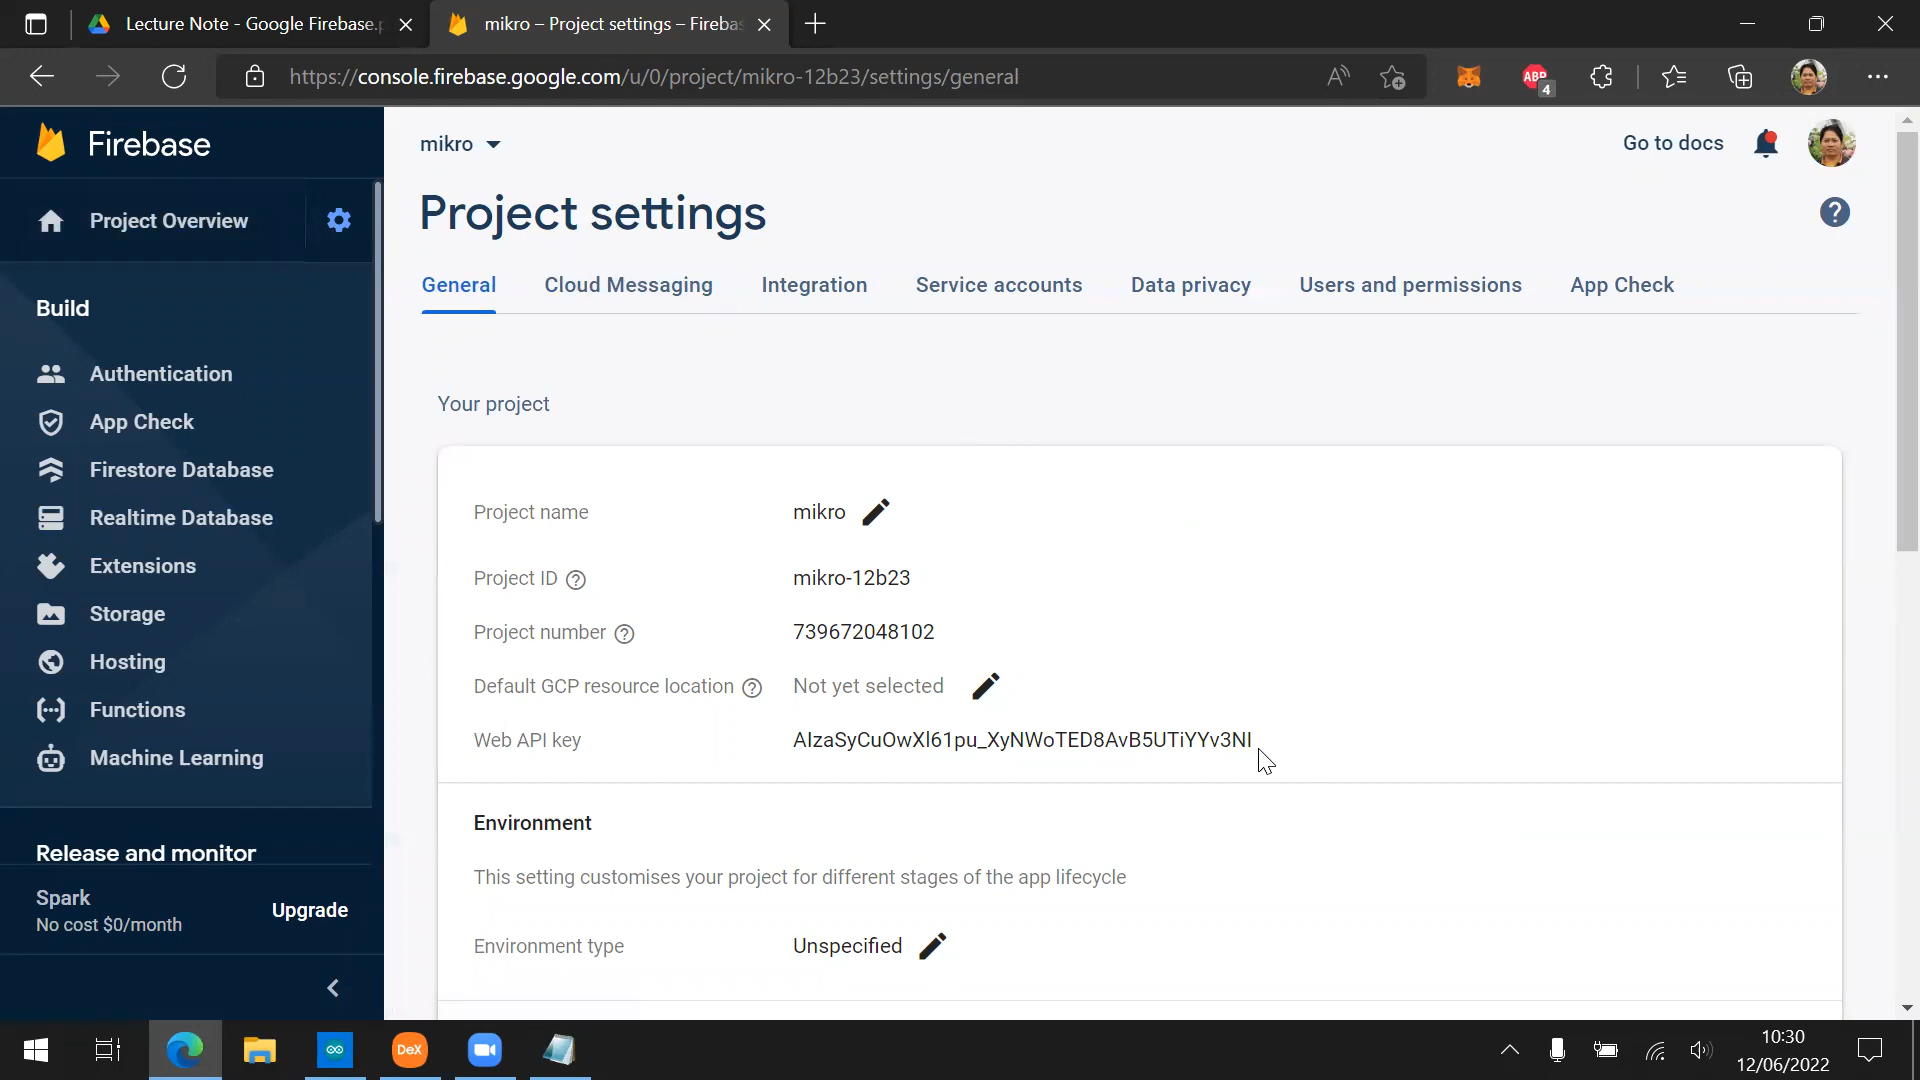 Lecture Note - Google Firebase.p
mikro – Project settings – Fireba
https://console.firebase.google.com/u/0/project/mikro-12b23/settings/general
ABP
4
Firebase
mikro
Go to docs
Project Overview
Project settings
?
General
Cloud Messaging
Integration
Service accounts
Data privacy
Users and permissions
App Check
Build
Authentication
App Check
Firestore Database
Realtime Database
Extensions
Storage
Hosting
Functions
Machine Learning
Release and monitor
Spark
No cost $0/month
Upgrade
Your project
Project name
mikro
Project ID ?
mikro-12b23
Project number ?
739672048102
Default GCP resource location ?
Not yet selected
Web API key
AIzaSyCuOwXl61pu_XyNWoTED8AvB5UTiYYv3NI
Environment
This setting customises your project for different stages of the app lifecycle
Environment type
Unspecified
DeX
10:30
12/06/2022